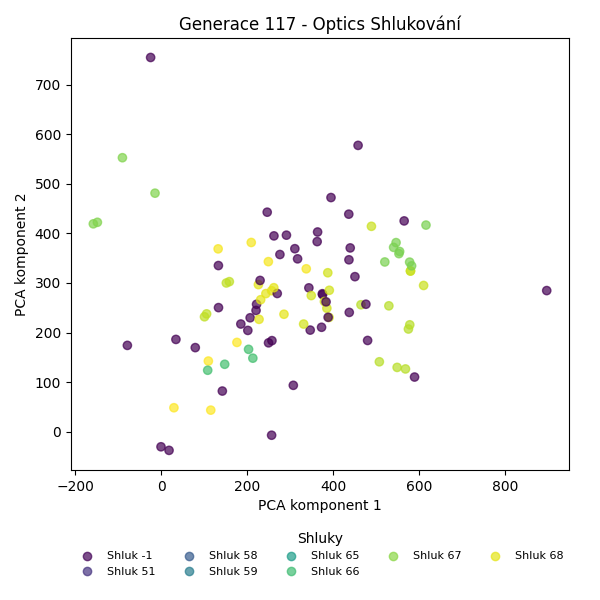 Generace 117 - Optics Shlukování
PCA komponent 2
700
600
500
400
300
200
100
0
−200
0
200
400
600
800
PCA komponent 1
Shluky
Shluk -1
Shluk 58
Shluk 65
Shluk 67
Shluk 68
Shluk 51
Shluk 59
Shluk 66